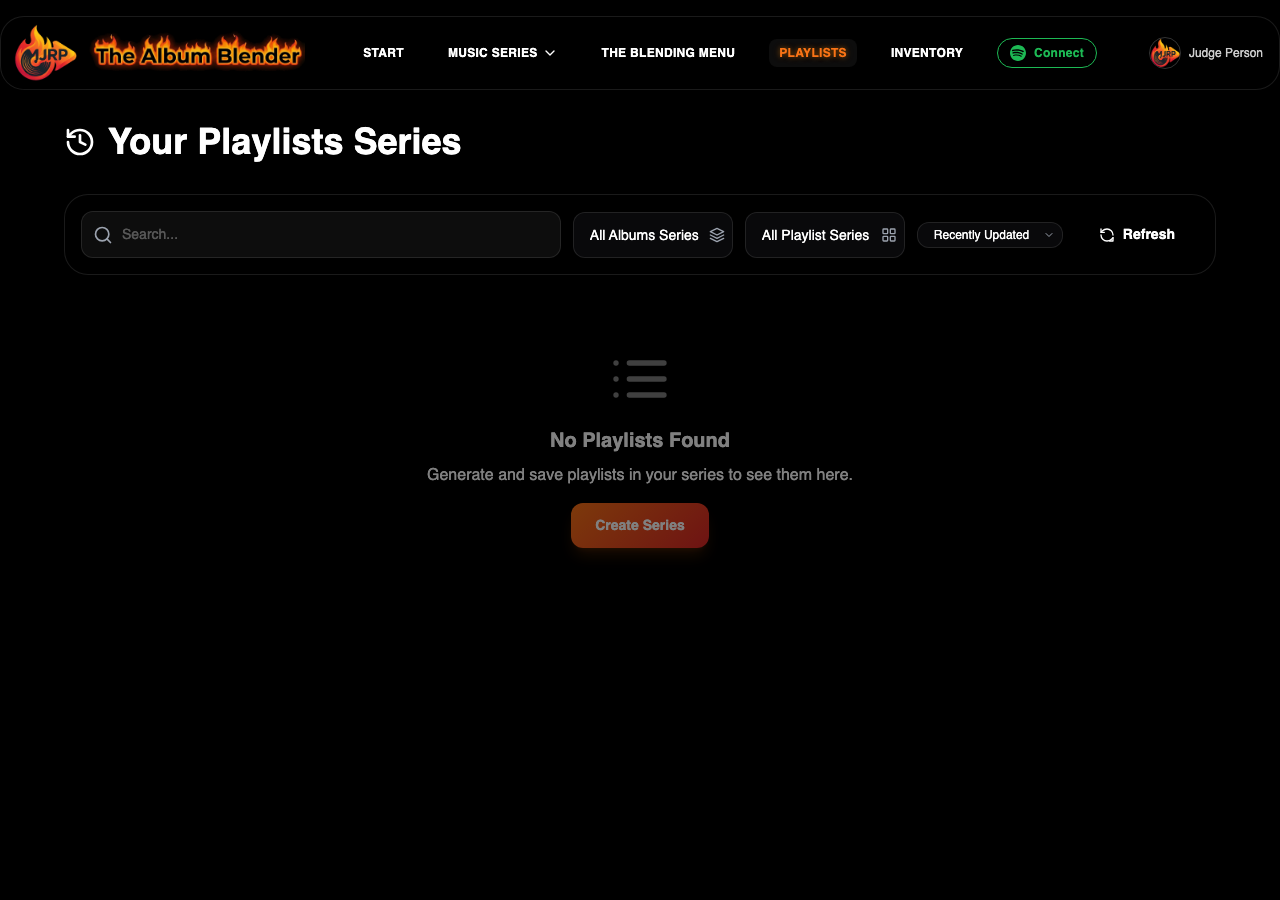 JRP
The Album Blender
START
MUSIC SERIES
THE BLENDING MENU
PLAYLISTS
INVENTORY
Connect
JRP
Judge Person
Your Playlists Series
Search...
All Albums Series
All Playlist Series
Recently Updated
Refresh
No Playlists Found
Generate and save playlists in your series to see them here.
Create Series